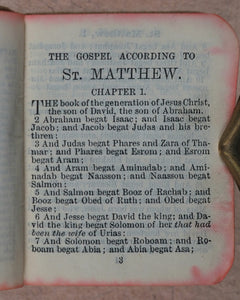 THE GOSPEL ACCORDING TO
ST. MATTHEW.
CHAPTER 1.
THE book of the generation of Jesus Christ,
the son of David, the son of Abraham.
2 Abraham begat Isaac; and Isaac begat
Jacob; and Jacob begat Judas and his bre-
thren;
3 And Judas begat Phares and Zara of Tha-
mar; and Phares begat Esrom; and Esrom
begat Aram;
4 And Aram begat Aminadab; and Aminadab
begat Naasson; and Naasson begat
Salmon;
5 And Salmon begat Booz of Rachab; and
Booz begat Obed of Ruth; and Obed begat
Jesse;
6 And Jesse begat David the king; and Da-
vid the king begat Solomon of her that had
been the wife of Urias;
7 And Solomon begat Roboam; and Ro-
boam begat Abia; and Abia begat Asa;
3